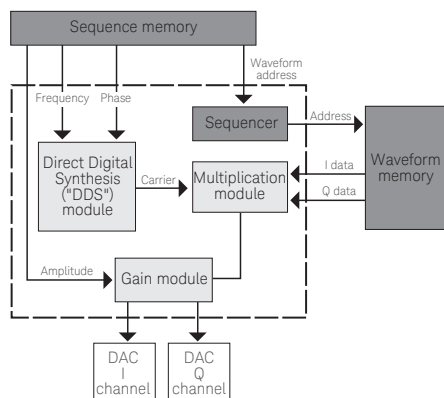 Sequence memory
Waveform
address
Frequency
Phase
Sequencer
Address
Direct Digital
Synthesis
("DDS")
module
Carrier
Multiplication
module
I data
Q data
Waveform
memory
Amplitude
Gain module
DAC
I
channel
DAC
Q
channel